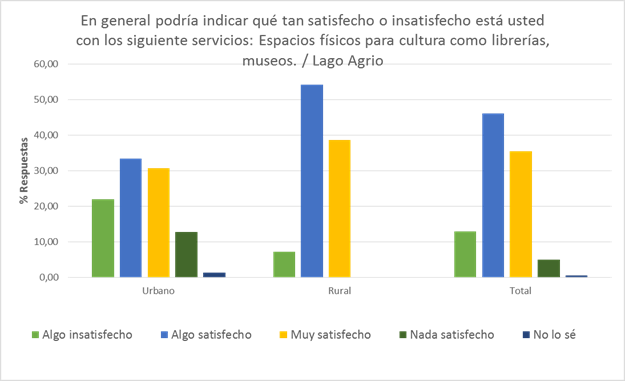 En general podría indicar qué tan satisfecho o insatisfecho está usted
con los siguiente servicios: Espacios físicos para cultura como librerías,
museos. / Lago Agrio
60,00
50,00
40,00
30,00
20,00
10,00
0,00
% Respuestas
Urbano Rural Total
Algo insatisfecho Algo satisfecho Muy satisfecho Nada satisfecho No lo sé